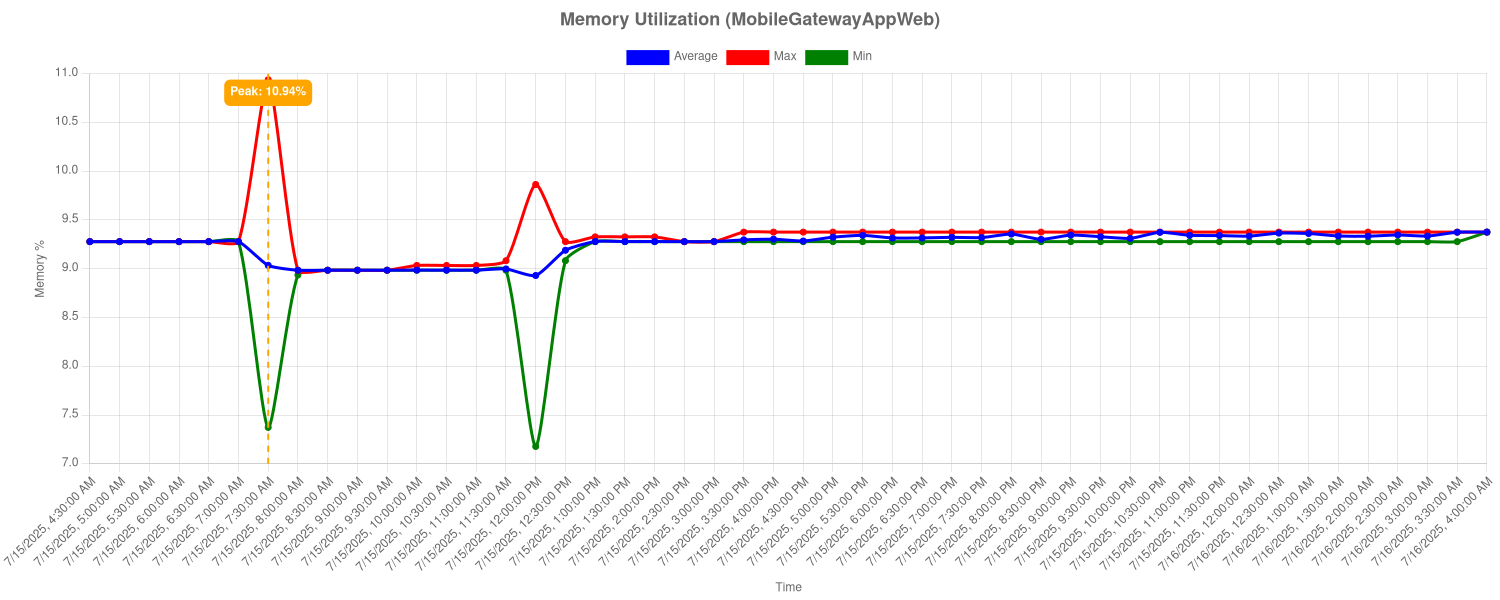 Memory Utilization (MobileGatewayAppWeb)
Average Max Min
Peak: 10.94%
11.0
10.5
10.0
9.5
9.0
8.5
8.0
7.5
7.0
Memory %
7/15/2025, 4:30:00 AM
7/15/2025, 5:00:00 AM
7/15/2025, 5:30:00 AM
7/15/2025, 6:00:00 AM
7/15/2025, 6:30:00 AM
7/15/2025, 7:00:00 AM
7/15/2025, 7:30:00 AM
7/15/2025, 8:00:00 AM
7/15/2025, 8:30:00 AM
7/15/2025, 9:00:00 AM
7/15/2025, 9:30:00 AM
7/15/2025, 10:00:00 AM
7/15/2025, 10:30:00 AM
7/15/2025, 11:00:00 AM
7/15/2025, 11:30:00 AM
7/15/2025, 12:00:00 PM
7/15/2025, 12:30:00 PM
7/15/2025, 1:00:00 PM
7/15/2025, 1:30:00 PM
7/15/2025, 2:00:00 PM
7/15/2025, 2:30:00 PM
7/15/2025, 3:00:00 PM
7/15/2025, 3:30:00 PM
7/15/2025, 4:00:00 PM
7/15/2025, 4:30:00 PM
7/15/2025, 5:00:00 PM
7/15/2025, 5:30:00 PM
7/15/2025, 6:00:00 PM
7/15/2025, 6:30:00 PM
7/15/2025, 7:00:00 PM
7/15/2025, 7:30:00 PM
7/15/2025, 8:00:00 PM
7/15/2025, 8:30:00 PM
7/15/2025, 9:00:00 PM
7/15/2025, 9:30:00 PM
7/15/2025, 10:00:00 PM
7/15/2025, 10:30:00 PM
7/15/2025, 11:00:00 PM
7/15/2025, 11:30:00 PM
7/16/2025, 12:00:00 AM
7/16/2025, 12:30:00 AM
7/16/2025, 1:00:00 AM
7/16/2025, 1:30:00 AM
7/16/2025, 2:00:00 AM
7/16/2025, 2:30:00 AM
7/16/2025, 3:00:00 AM
7/16/2025, 3:30:00 AM
7/16/2025, 4:00:00 AM
Time